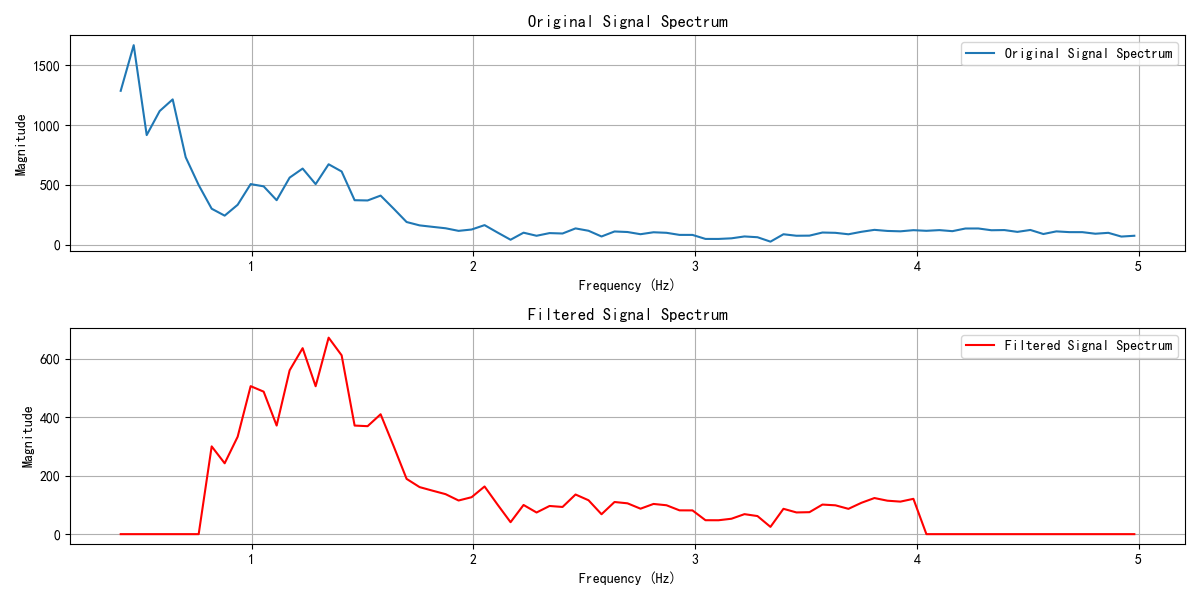 Original Signal Spectrum
Original Signal Spectrum
1500
1000
500
0
Magnitude
1 2 3 4 5
Frequency (Hz)
Filtered Signal Spectrum
Filtered Signal Spectrum
600
400
200
0
Magnitude
1 2 3 4 5
Frequency (Hz)